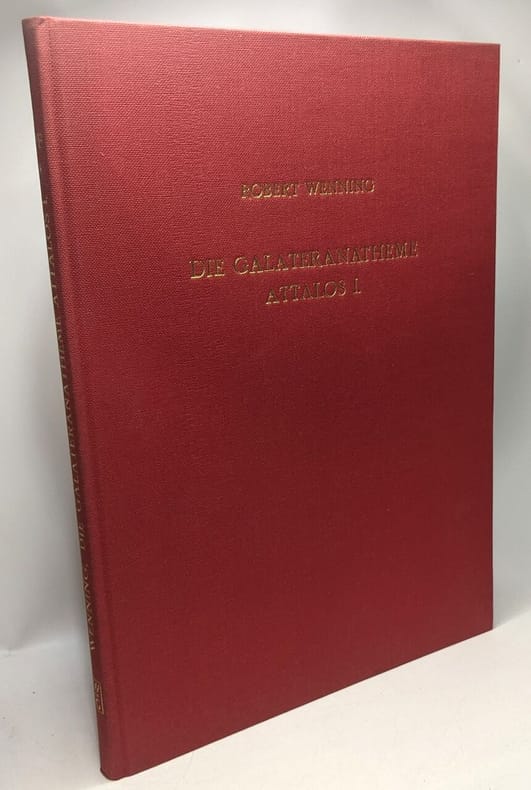 ROBERT WENNING
DIE GALATERANATHEME
ATTALOS I.
WENNING, DIE GALATERANATHEME ATTALOS I.